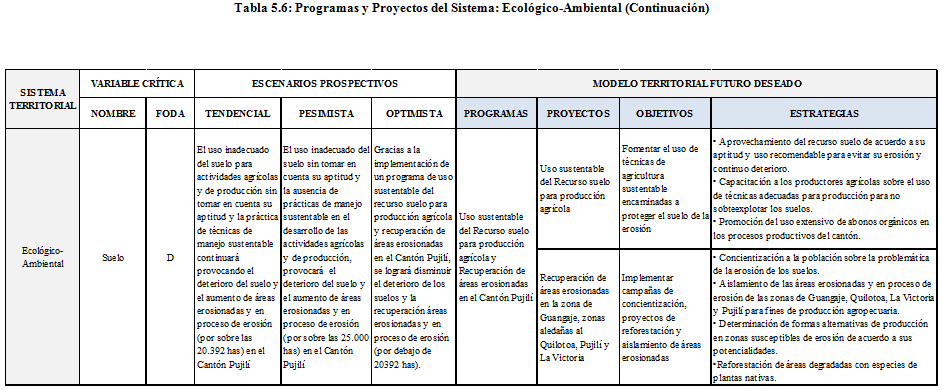 Tabla 5.6: Programas y Proyectos del Sistema: Ecológico-Ambiental (Continuación)
SISTEMA
TERRITORIAL
VARIABLE CRÍTICA
ESCENARIOS PROSPECTIVOS
MODELO TERRITORIAL FUTURO DESEADO
NOMBRE
FODA
TENDENCIAL
PESIMISTA
OPTIMISTA
PROGRAMAS
PROYECTOS
OBJETIVOS
ESTRATEGIAS
Ecológico-
Ambiental
Suelo
D
El uso inadecuado
del suelo para
actividades agrícolas
y de producción sin
tomar en cuenta su
aptitud y la práctica
de técnicas de
manejo sustentable
continuará
provocando el
deterioro del suelo y
el aumento de áreas
erosionadas y en
proceso de erosión
(por sobre las
20.392 has) en el
Cantón Pujilí
El uso inadecuado del
suelo sin tomar en
cuenta su aptitud y
la ausencia de
prácticas de manejo
sustentable en el
desarrollo de las
actividades agrícolas
y de producción,
provocará el
deterioro del suelo y
el aumento de áreas
erosionadas y en
proceso de erosión
(por sobre las 25.000
has) en el Cantón
Pujilí
Gracias a la
implementación de
un programa de uso
sustentable del
recurso suelo para
producción agrícola
y recuperación de
áreas erosionadas
en el Cantón Pujilí,
se logrará disminuir
el deterioro de los
suelos y la
recuperación áreas
erosionadas y en
proceso de erosión
(por debajo de
20392 has).
Uso sustentable
del Recurso suelo
para producción
agrícola y
Recuperación de
áreas erosionadas
en el Cantón Pujilí
Uso sustentable
del Recurso suelo
para producción
agrícola
Fomentar el uso de
técnicas de
agricultura
sustentable
encaminadas a
proteger el suelo de la
erosión
• Aprovechamiento del recurso suelo de acuerdo a su
aptitud y uso recomendable para evitar su erosión y
continuo deterioro.
• Capacitación a los productores agrícolas sobre el uso
de técnicas adecuadas para producción para no
sobteexplotar los suelos.
• Promoción del uso extensivo de abonos orgánicos en
los procesos productivos del cantón.
Recuperación de
áreas erosionadas
en la zona de
Guangaje, zonas
aledañas al
Quilotoa, Pujilí y
La Victoria
Implementar
campañas de
concientización,
proyectos de
reforestación y
aislamiento de áreas
erosionadas
• Concientización a la población sobre la problemática
de la erosión de los suelos.
• Aislamiento de las áreas erosionadas y en proceso de
erosión de las zonas de Guangaje, Quilotoa, La Victoria
y Pujilí para fines de producción agropecuaria.
• Determinación de formas alternativas de producción
en zonas susceptibles de erosión de acuerdo a sus
potencialidades.
•Reforestación de áreas degradadas con especies de
plantas nativas.